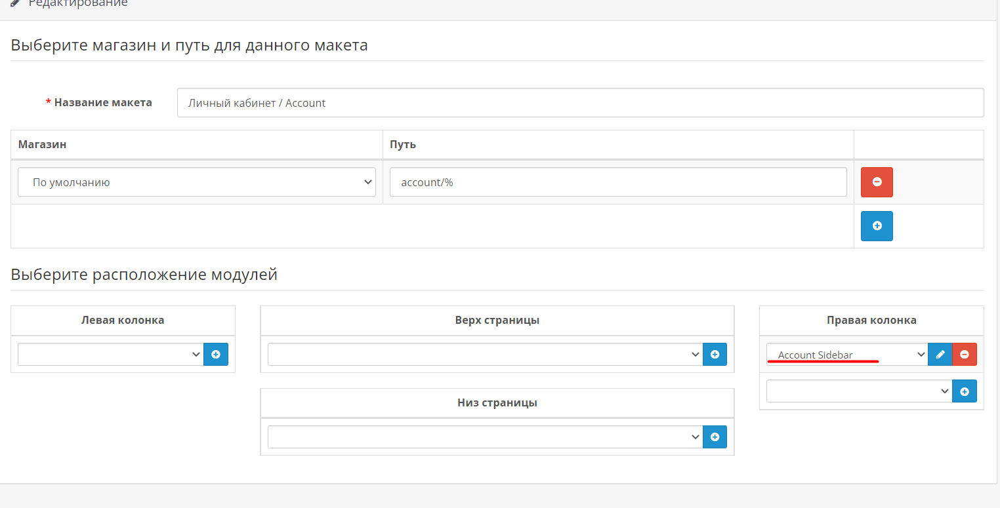 Редактирование
Выберите магазин и путь для данного макета
* Название макета
Личный кабинет / Account
Магазин Путь
По умолчанию account/%
Выберите расположение модулей
Левая колонка Верх страницы Правая колонка
Account Sidebar
Низ страницы